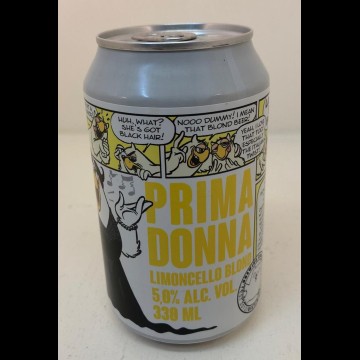 HUH, WHAT?
SHE'S GOT
BLACK HAIR!
NOOO DUMMY! I MEAN
THAT BLOND BEER!
PRIMA
DONNA
LIMONCELLO BLOND
5,0% ALC. VOL.
330 ML